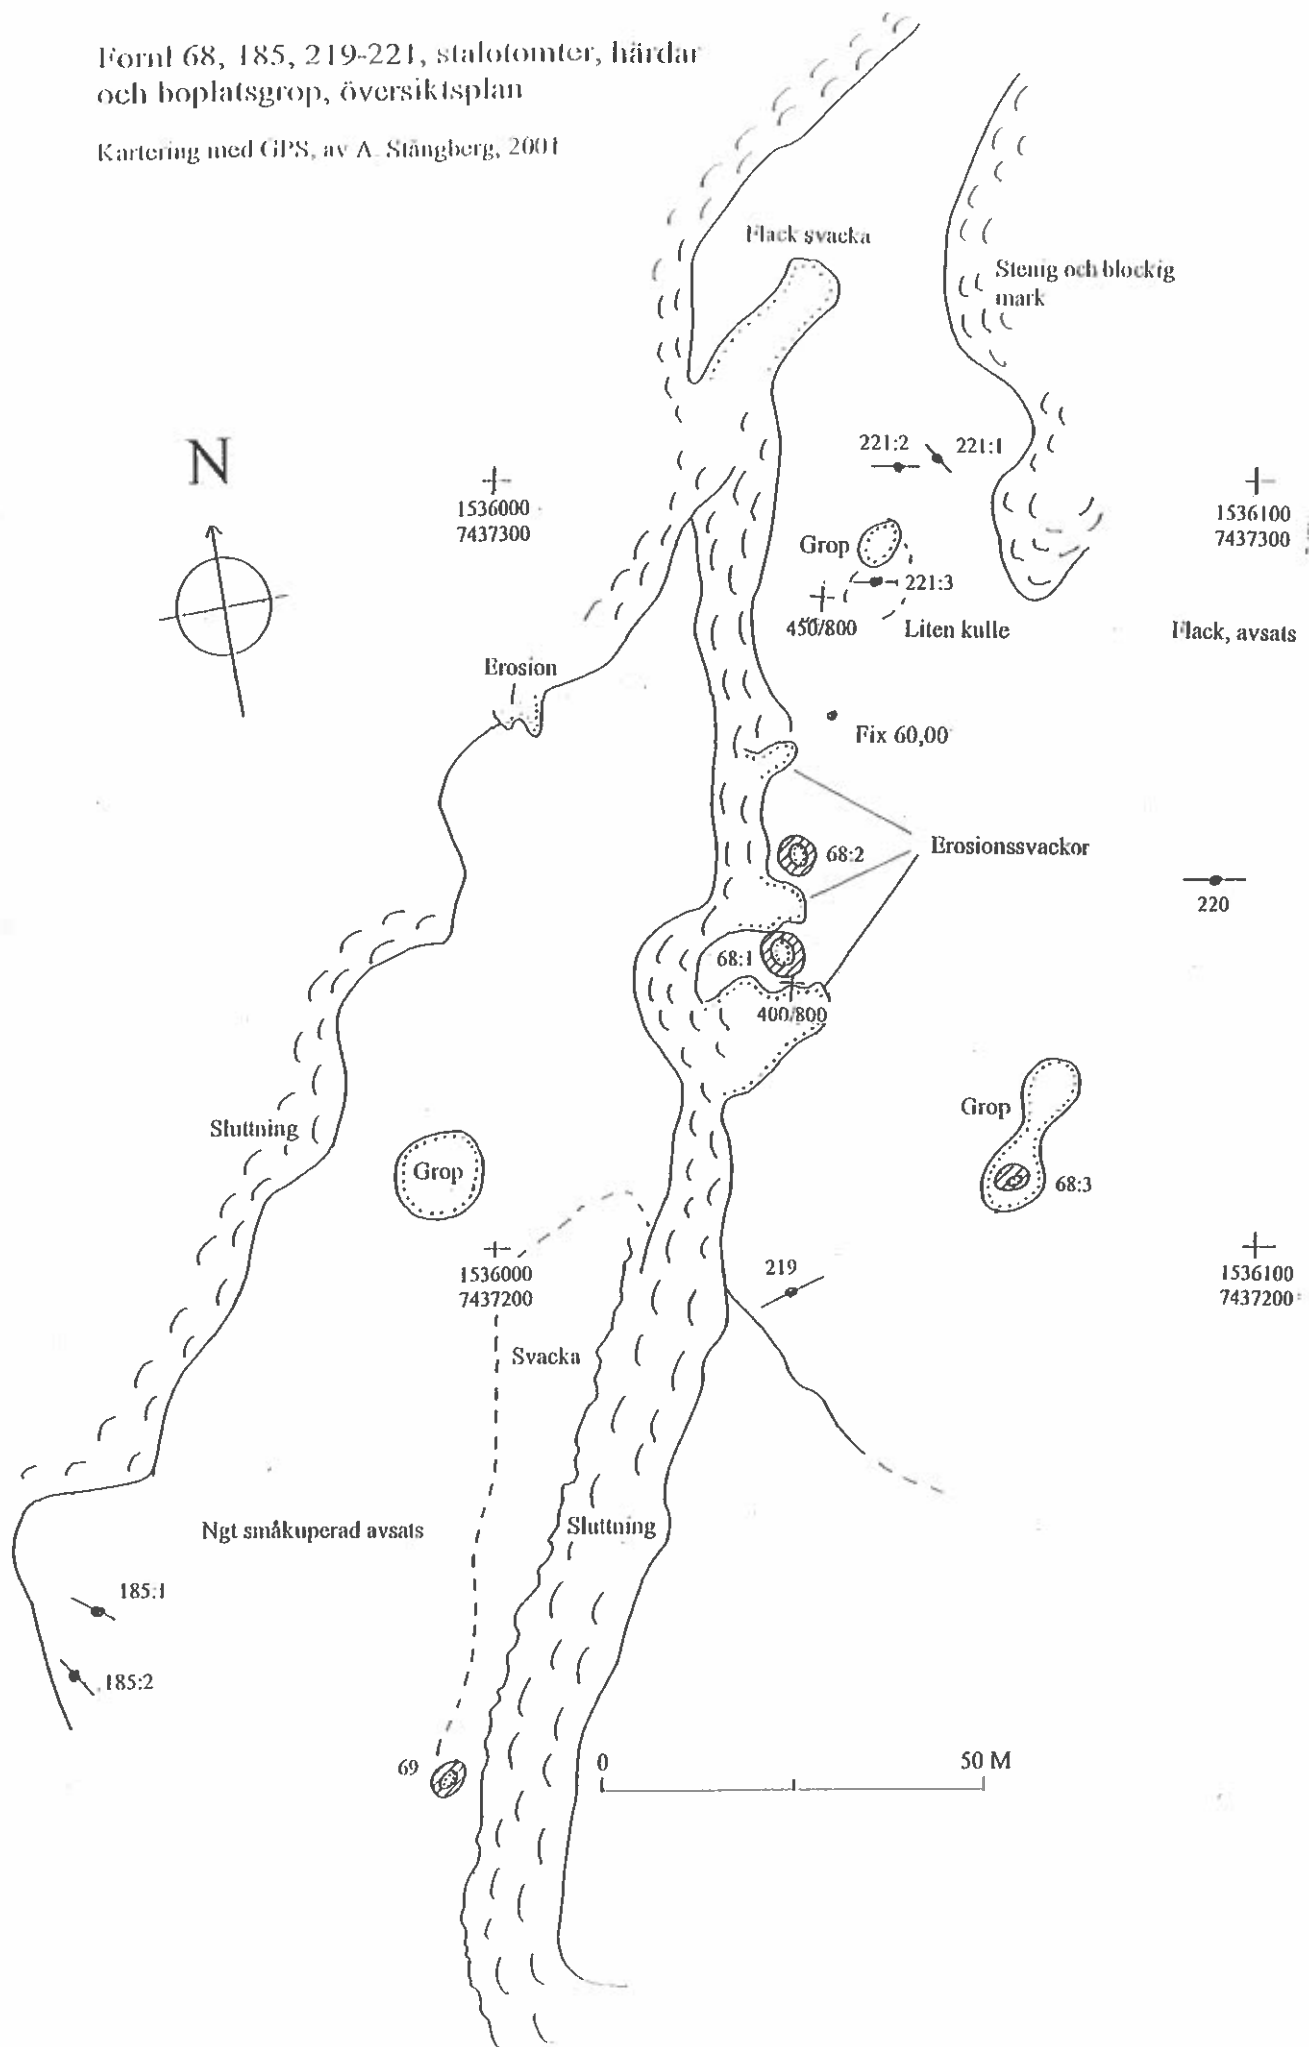 Fornl 68, 185, 219-221, stalotomter, härdar
och boplatsgrop, översiktsplan
Kartering med GPS, av A. Stångberg, 2001
Flack svacka
Stenig och blockig
mark
N
221:2
221:1
1536000
7437300
1536100
7437300
Grop
221:3
450/800
Liten kulle
Flack, avsats
Erosion
Fix 60,00
Erosionssvackor
68:2
220
68:1
400/800
Grop
Sluttning
Grop
68:3
219
1536000
7437200
1536100
7437200
Svacka
Ngt småkuperad avsats
Sluttning
185:1
185:2
69
0
50 M